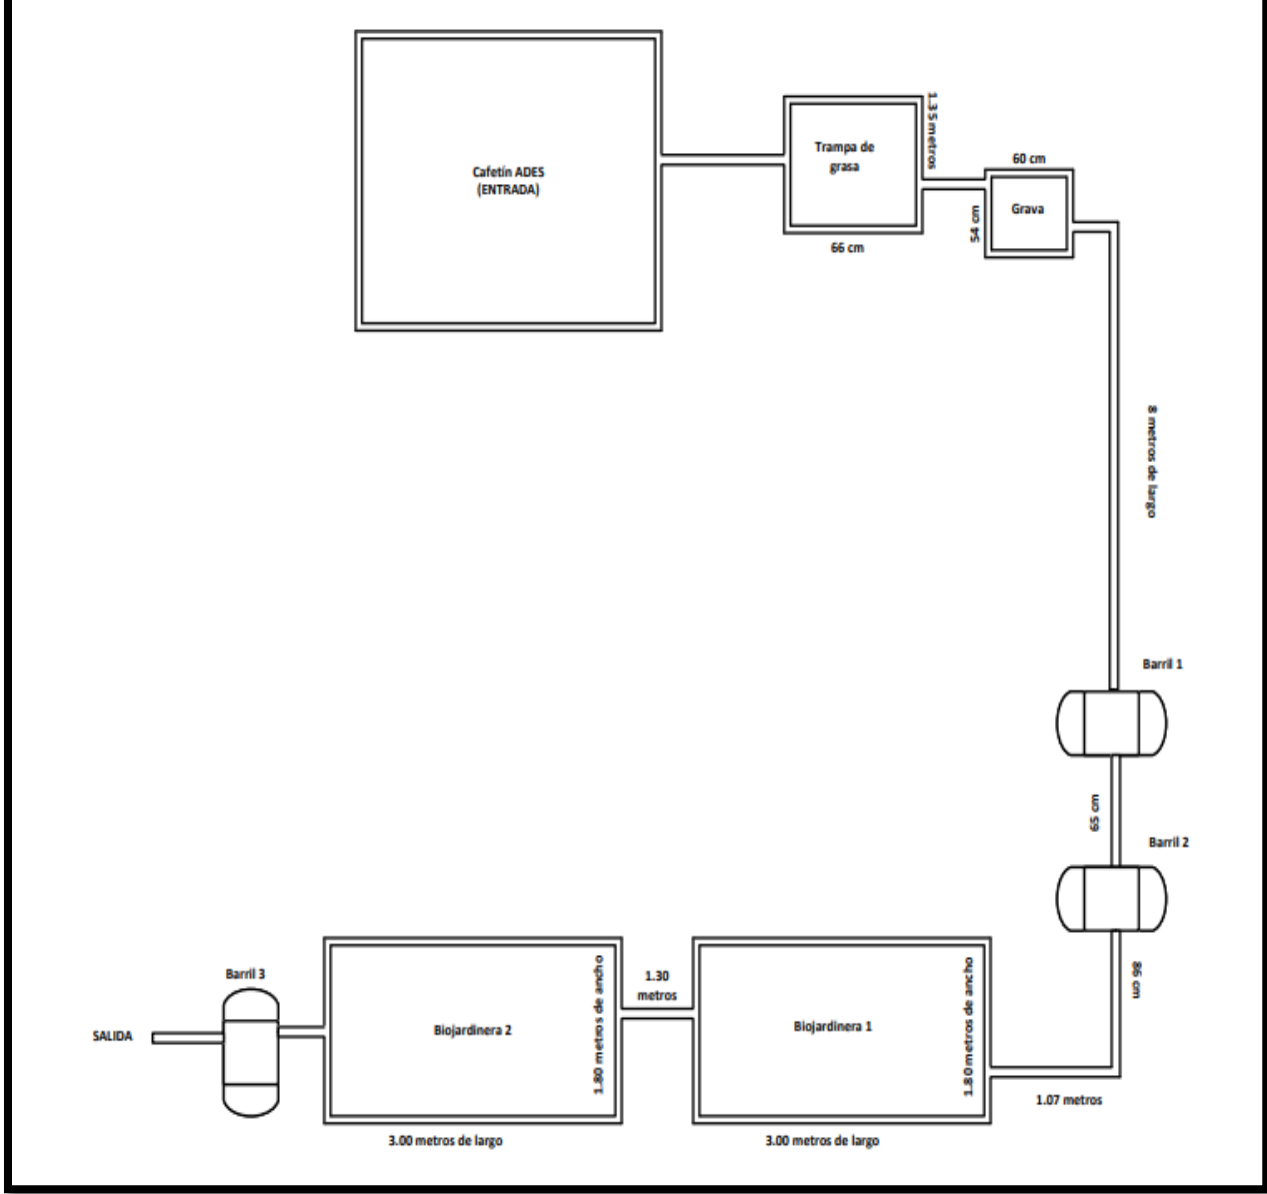 Cafetín ADES
(ENTRADA)
Trampa de
grasa
66 cm
1.35 metros
60 cm
54 cm
Grava
8 metros de largo
Barril 1
65 cm
Barril 2
86 cm
1.07 metros
Biojardinera 1
1.80 metros de ancho
3.00 metros de largo
1.30
metros
Biojardinera 2
1.80 metros de ancho
3.00 metros de largo
Barril 3
SALIDA